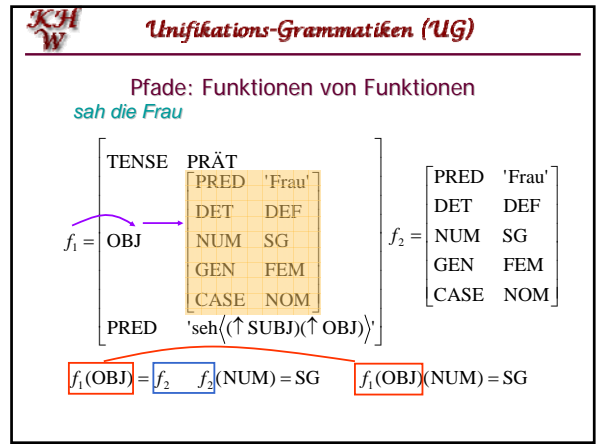 KH
W
Unifikations-Grammatiken (UG)
Pfade: Funktionen von Funktionen
sah die Frau
f₁ =
TENSE PRÄT
OBJ
PRED 'Frau'
DET DEF
NUM SG
GEN FEM
CASE NOM
PRED 'seh⟨(↑ SUBJ)(↑ OBJ)⟩'
f₂ =
PRED 'Frau'
DET DEF
NUM SG
GEN FEM
CASE NOM
f₁(OBJ) = f₂ f₂(NUM) = SG f₁(OBJ)(NUM) = SG